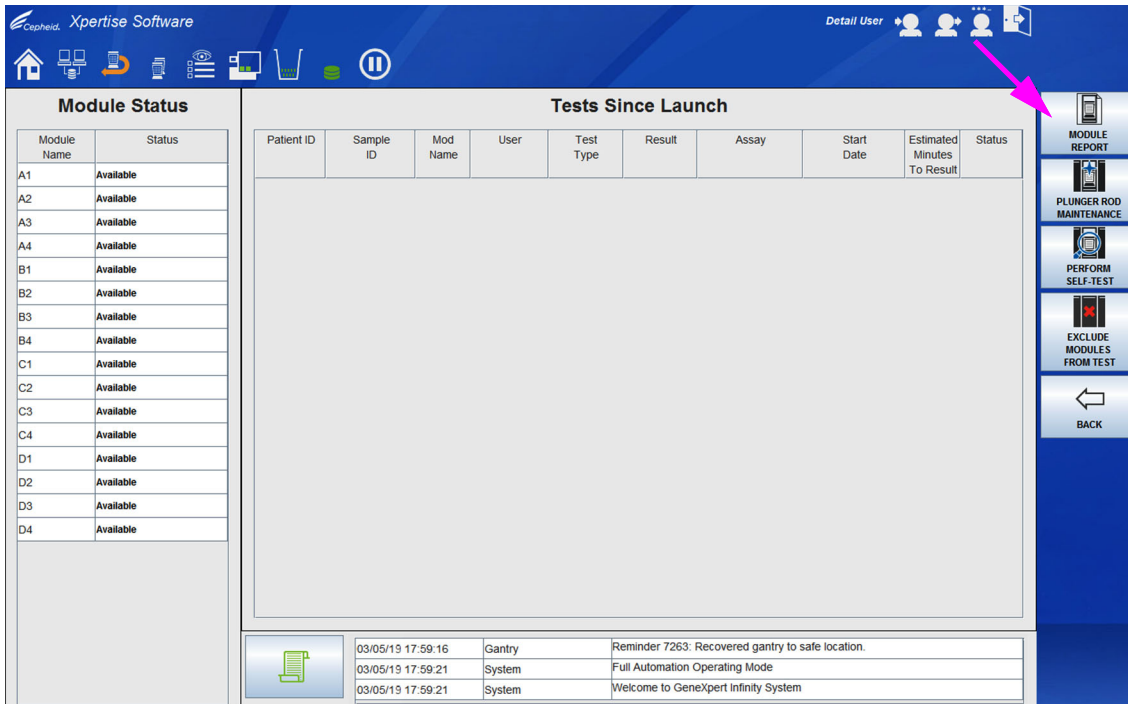 Cepheid. Xpertise Software
Detail User
Module Status
Tests Since Launch
Module Name Status
Patient ID Sample ID Mod Name User Test Type Result Assay Start Date Estimated Minutes To Result Status
A1 Available
A2 Available
A3 Available
A4 Available
B1 Available
B2 Available
B3 Available
B4 Available
C1 Available
C2 Available
C3 Available
C4 Available
D1 Available
D2 Available
D3 Available
D4 Available
MODULE
REPORT
PLUNGER ROD
MAINTENANCE
PERFORM
SELF-TEST
EXCLUDE
MODULES
FROM TEST
BACK
03/05/19 17:59:16 Gantry Reminder 7263: Recovered gantry to safe location.
03/05/19 17:59:21 System Full Automation Operating Mode
03/05/19 17:59:21 System Welcome to GeneXpert Infinity System